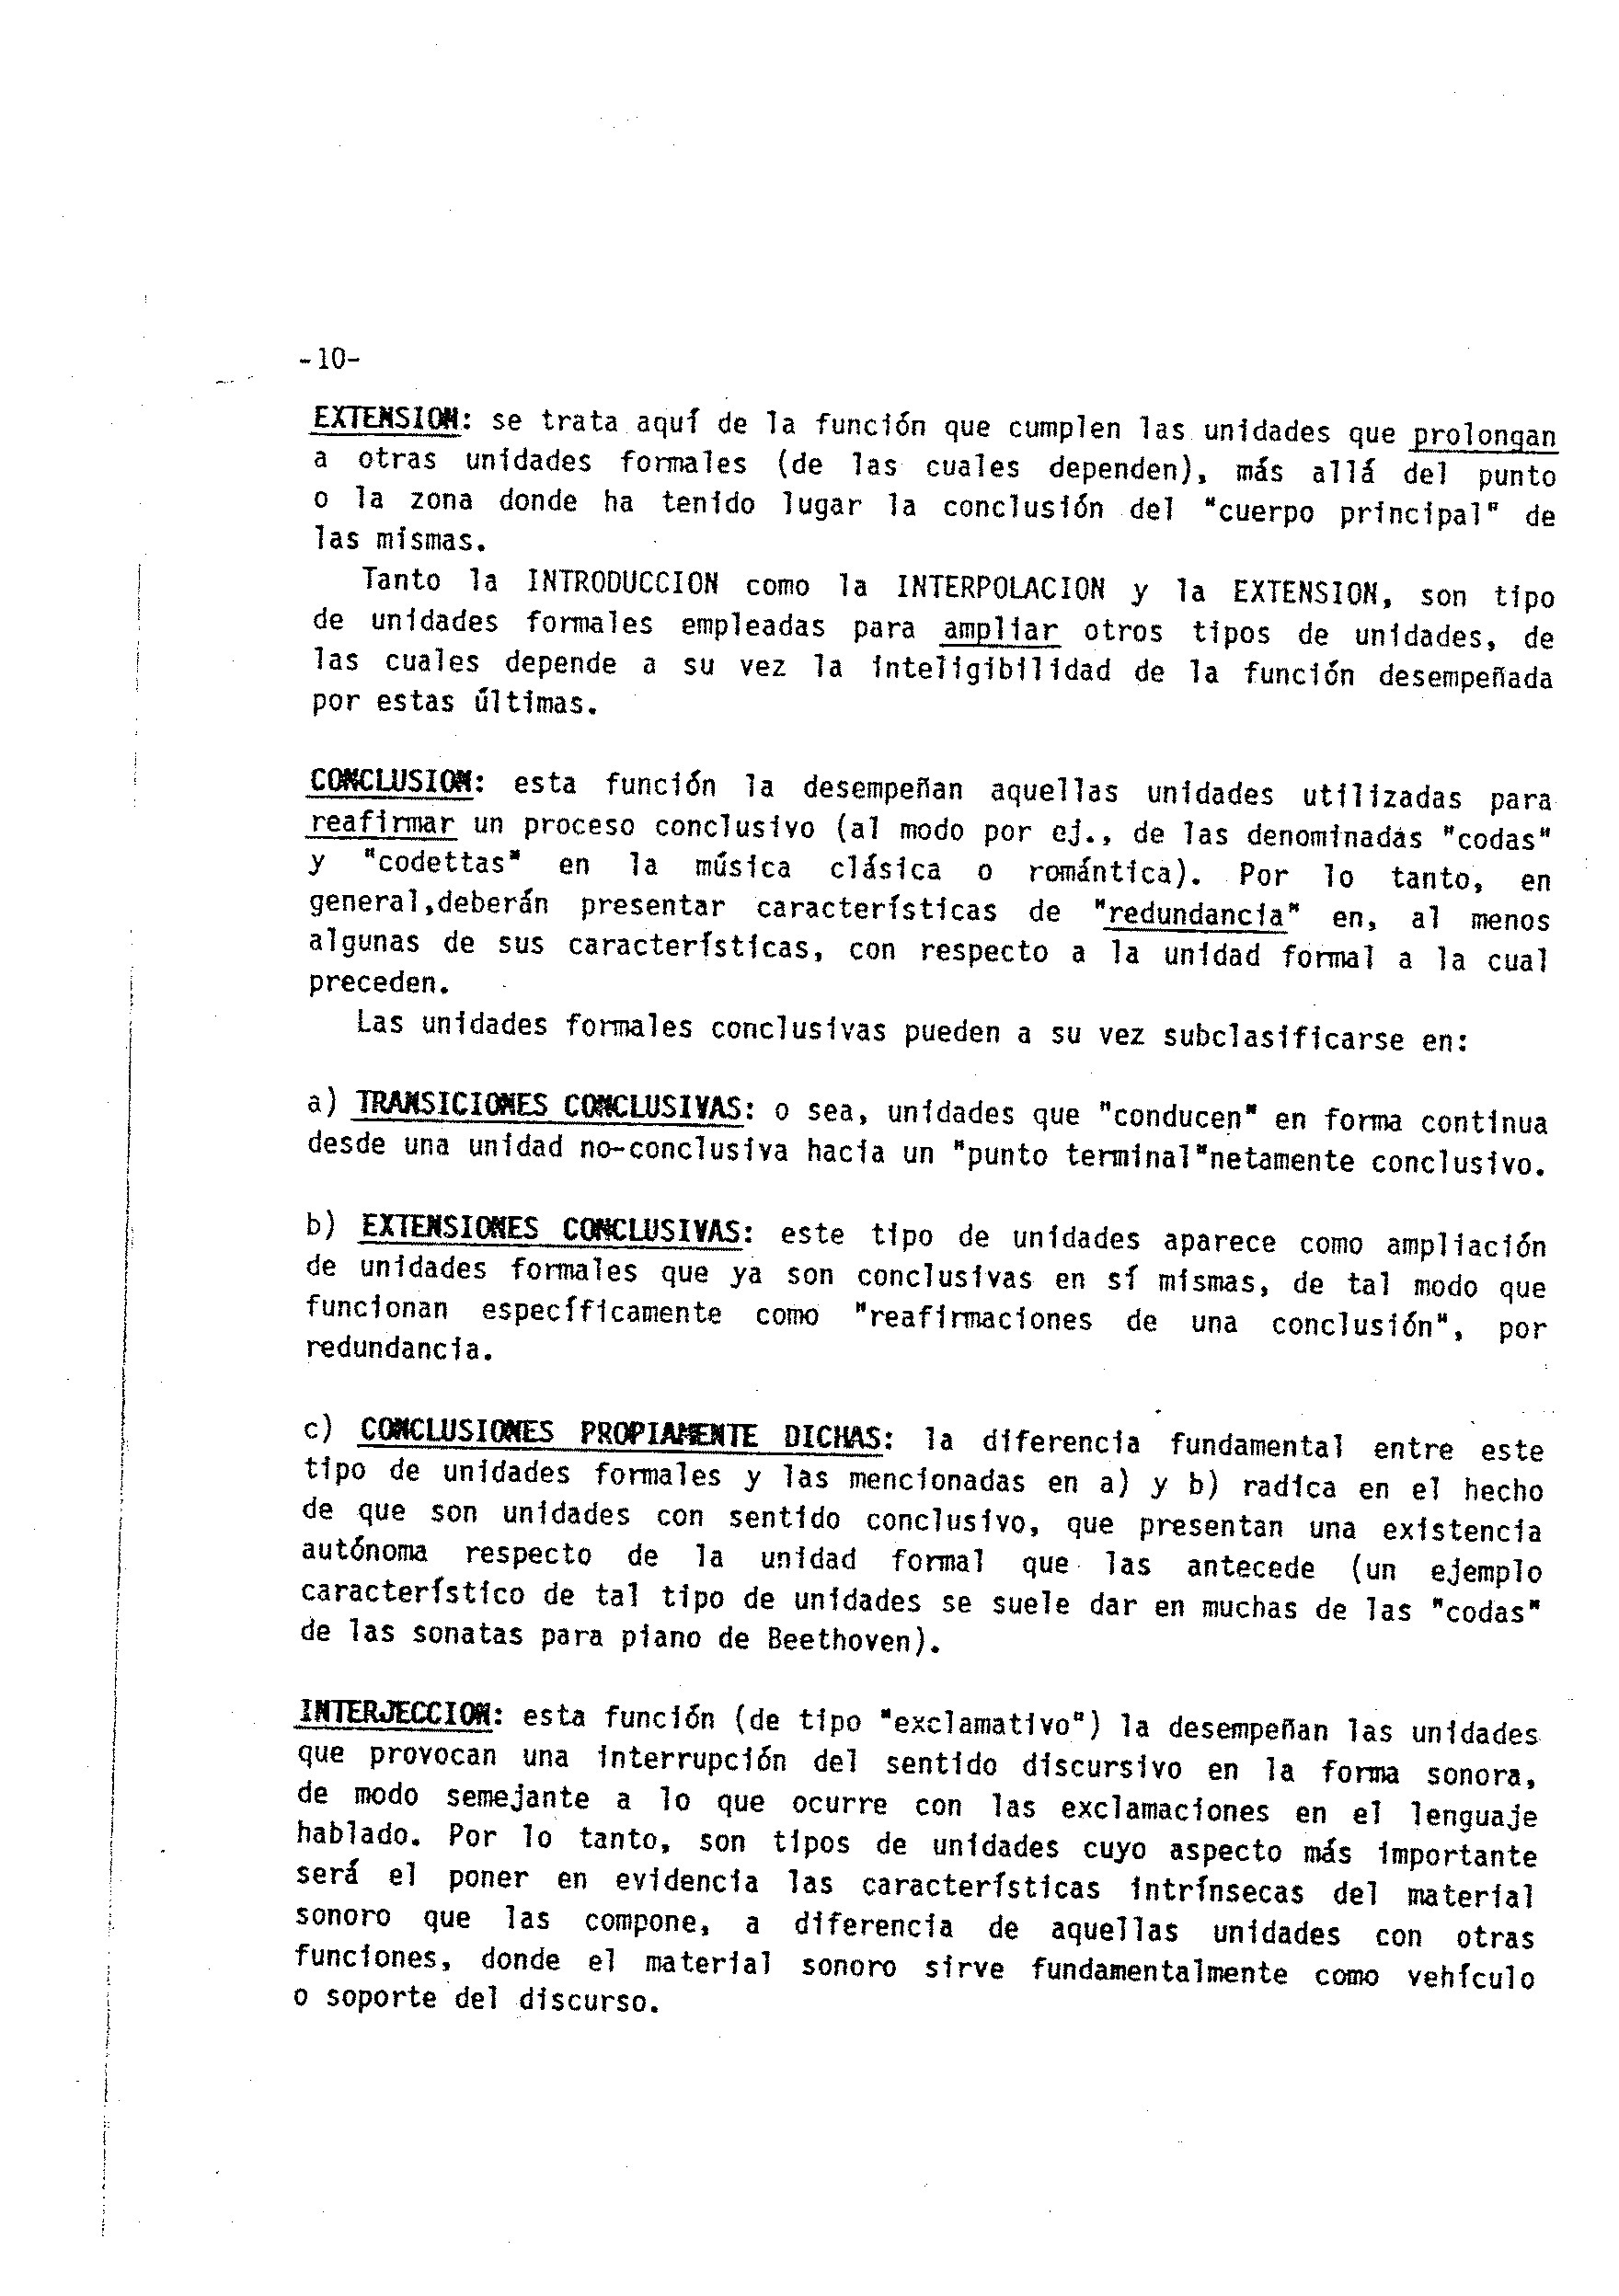 -10-
EXTENSION: se trata aquí de la función que cumplen las unidades que prolongan
a otras unidades formales (de las cuales dependen), más allá del punto
o la zona donde ha tenido lugar la conclusión del "cuerpo principal" de
las mismas.
Tanto la INTRODUCCION como la INTERPOLACION y la EXTENSION, son tipo
de unidades formales empleadas para ampliar otros tipos de unidades, de
las cuales depende a su vez la inteligibilidad de la función desempeñada
por estas últimas.
CONCLUSION: esta función la desempeñan aquellas unidades utilizadas para
reafirmar un proceso conclusivo (al modo por ej., de las denominadas "codas"
y "codettas" en la música clásica o romántica). Por lo tanto, en
general,deberán presentar características de "redundancia" en, al menos
algunas de sus características, con respecto a la unidad formal a la cual
preceden.
Las unidades formales conclusivas pueden a su vez subclasificarse en:
a) TRANSICIONES CONCLUSIVAS: o sea, unidades que "conducen" en forma continua
desde una unidad no-conclusiva hacia un "punto terminal"netamente conclusivo.
b) EXTENSIONES CONCLUSIVAS: este tipo de unidades aparece como ampliación
de unidades formales que ya son conclusivas en sí mismas, de tal modo que
funcionan específicamente como "reafirmaciones de una conclusión", por
redundancia.
c) CONCLUSIONES PROPIAMENTE DICHAS: la diferencia fundamental entre este
tipo de unidades formales y las mencionadas en a) y b) radica en el hecho
de que son unidades con sentido conclusivo, que presentan una existencia
autónoma respecto de la unidad formal que las antecede (un ejemplo
característico de tal tipo de unidades se suele dar en muchas de las "codas"
de las sonatas para piano de Beethoven).
INTERJECCION: esta función (de tipo "exclamativo") la desempeñan las unidades
que provocan una interrupción del sentido discursivo en la forma sonora,
de modo semejante a lo que ocurre con las exclamaciones en el lenguaje
hablado. Por lo tanto, son tipos de unidades cuyo aspecto más importante
será el poner en evidencia las características intrínsecas del material
sonoro que las compone, a diferencia de aquellas unidades con otras
funciones, donde el material sonoro sirve fundamentalmente como vehículo
o soporte del discurso.